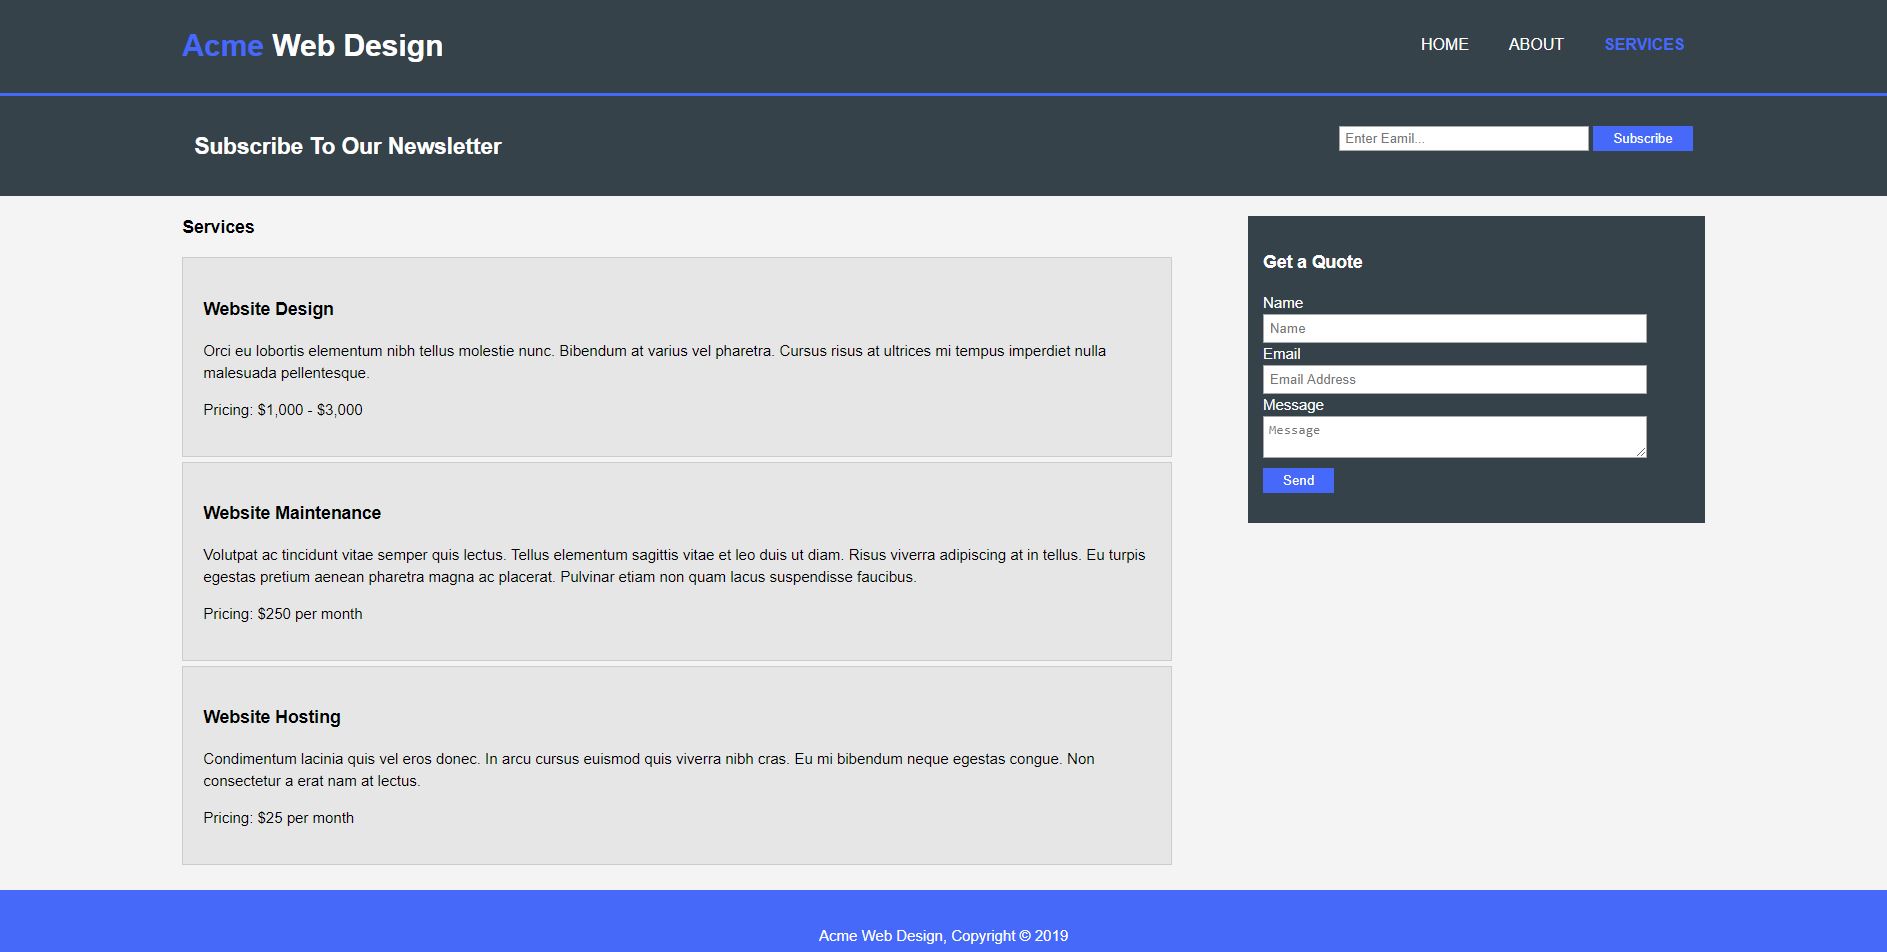 Acme Web Design
HOME ABOUT SERVICES
Subscribe To Our Newsletter
Enter Eamil...
Subscribe
Services
Website Design
Orci eu lobortis elementum nibh tellus molestie nunc. Bibendum at varius vel pharetra. Cursus risus at ultrices mi tempus imperdiet nulla
malesuada pellentesque.
Pricing: $1,000 - $3,000
Website Maintenance
Volutpat ac tincidunt vitae semper quis lectus. Tellus elementum sagittis vitae et leo duis ut diam. Risus viverra adipiscing at in tellus. Eu turpis
egestas pretium aenean pharetra magna ac placerat. Pulvinar etiam non quam lacus suspendisse faucibus.
Pricing: $250 per month
Website Hosting
Condimentum lacinia quis vel eros donec. In arcu cursus euismod quis viverra nibh cras. Eu mi bibendum neque egestas congue. Non
consectetur a erat nam at lectus.
Pricing: $25 per month
Get a Quote
Name
Name
Email
Email Address
Message
Message
Send
Acme Web Design, Copyright © 2019